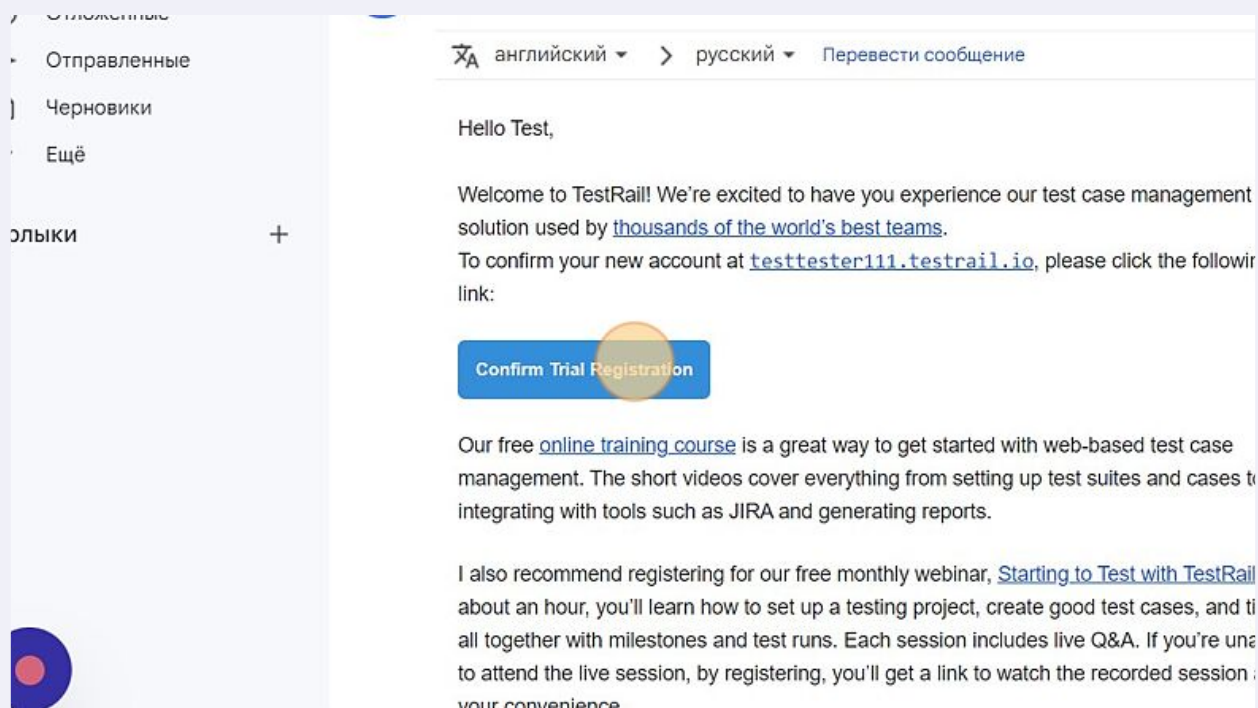 Отложенные
Отправленные
Черновики
Ещё
рлыки +
английский > русский Перевести сообщение
Hello Test,
Welcome to TestRail! We're excited to have you experience our test case management
solution used by thousands of the world's best teams.
To confirm your new account at testtester111.testrail.io, please click the followin
link:
Confirm Trial Registration
Our free online training course is a great way to get started with web-based test case
management. The short videos cover everything from setting up test suites and cases to
integrating with tools such as JIRA and generating reports.
I also recommend registering for our free monthly webinar, Starting to Test with TestRail
about an hour, you'll learn how to set up a testing project, create good test cases, and ti
all together with milestones and test runs. Each session includes live Q&A. If you're una
to attend the live session, by registering, you'll get a link to watch the recorded session
your convenience.